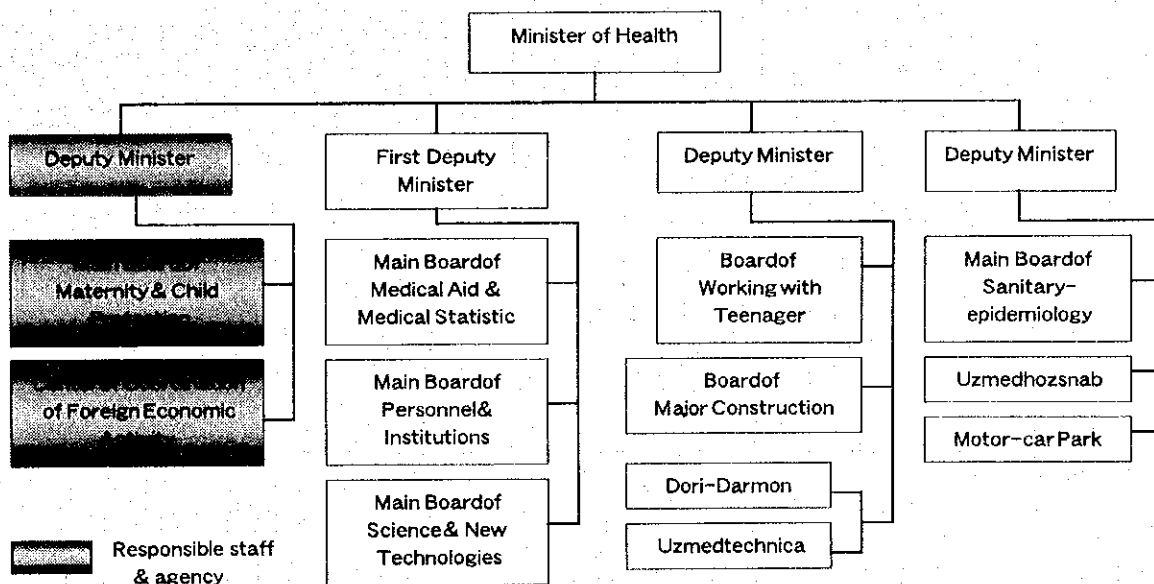 Minister of Health
Deputy Minister
First Deputy
Minister
Deputy Minister
Deputy Minister
Maternity & Child
of Foreign Economic
Main Boardof
Medical Aid &
Medical Statistic
Main Boardof
Personnel&
Institutions
Main Boardof
Science& New
Technologies
Boardof
Working with
Teenager
Boardof
Major Construction
Dori-Darmon
Uzmedtechnica
Main Boardof
Sanitary-
epidemiology
Uzmedhozsnab
Motor-car Park
Responsible staff
& agency